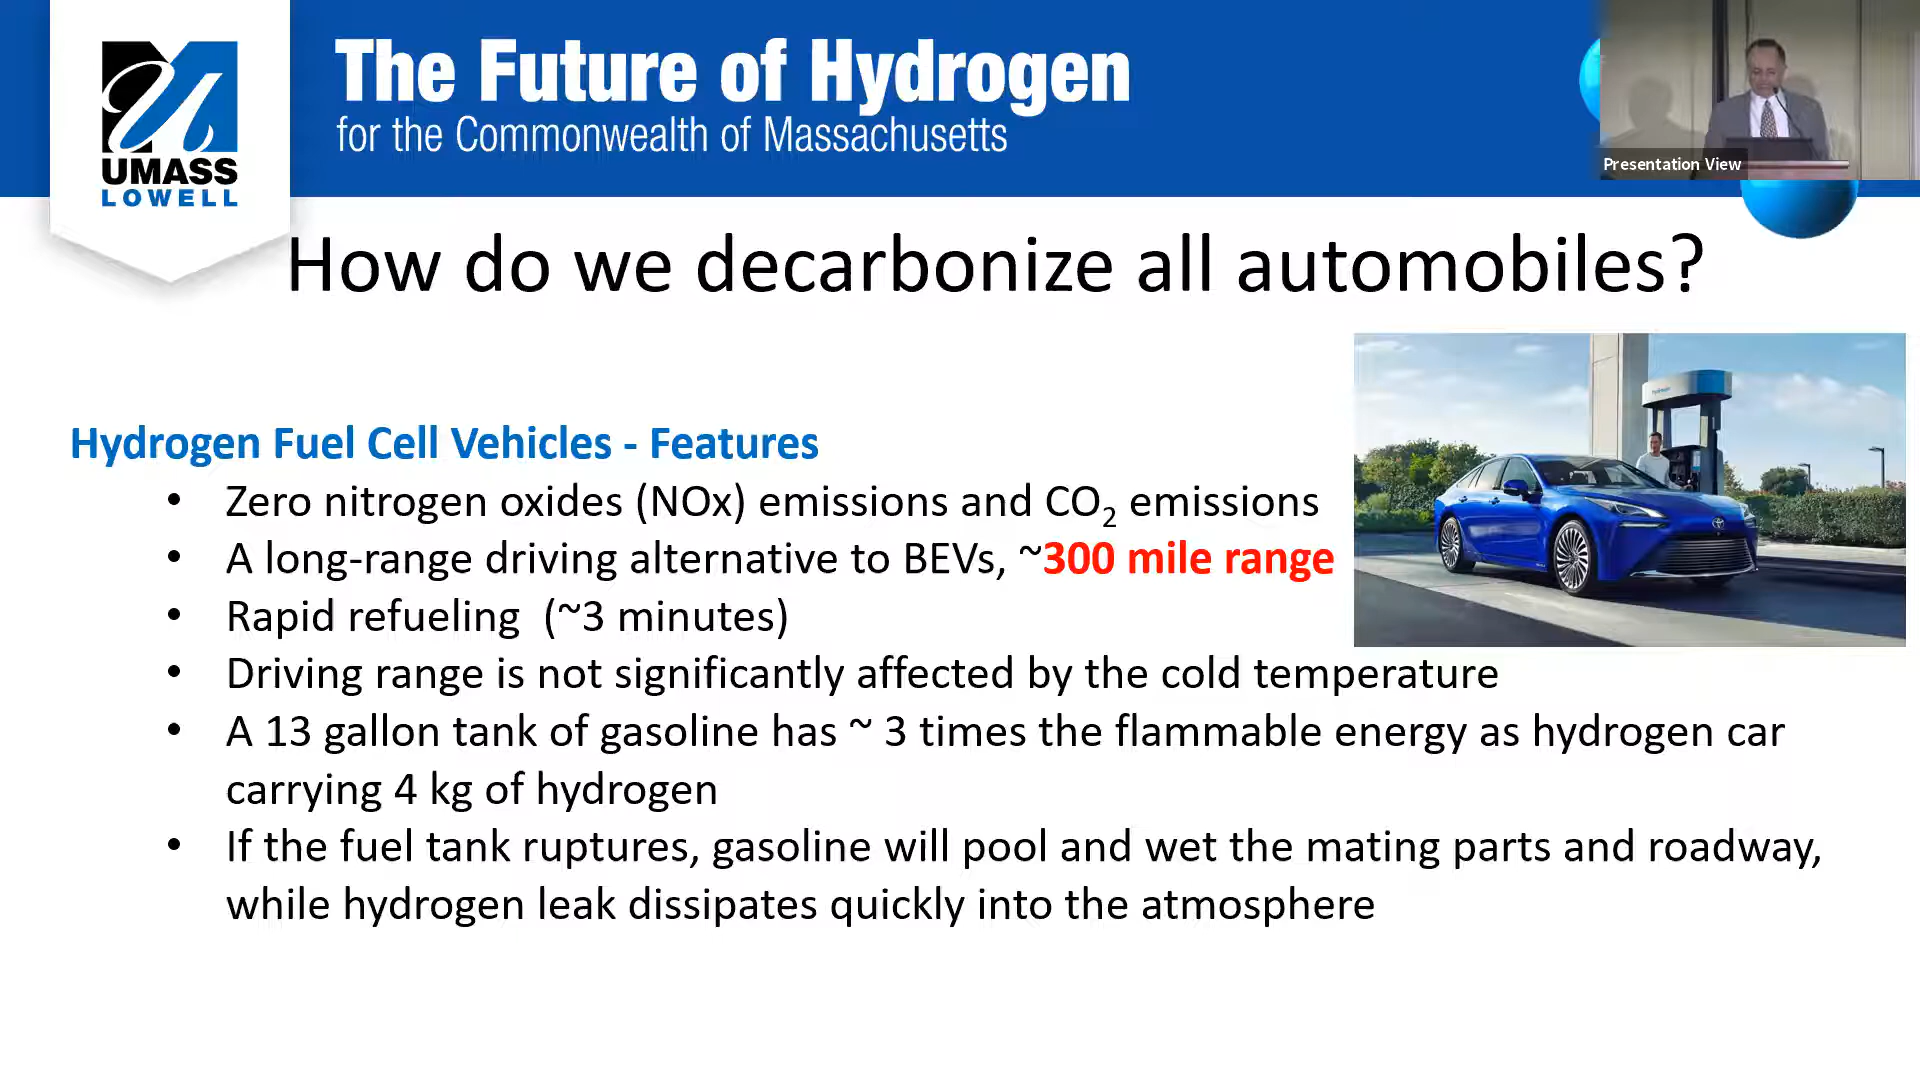 UMASS
LOWELL
The Future of Hydrogen
for the Commonwealth of Massachusetts
Presentation View
How do we decarbonize all automobiles?
Hydrogen Fuel Cell Vehicles - Features
• Zero nitrogen oxides (NOx) emissions and CO₂ emissions
• A long-range driving alternative to BEVs, ~300 mile range
• Rapid refueling (~3 minutes)
• Driving range is not significantly affected by the cold temperature
• A 13 gallon tank of gasoline has ~ 3 times the flammable energy as hydrogen car
carrying 4 kg of hydrogen
• If the fuel tank ruptures, gasoline will pool and wet the mating parts and roadway,
while hydrogen leak dissipates quickly into the atmosphere